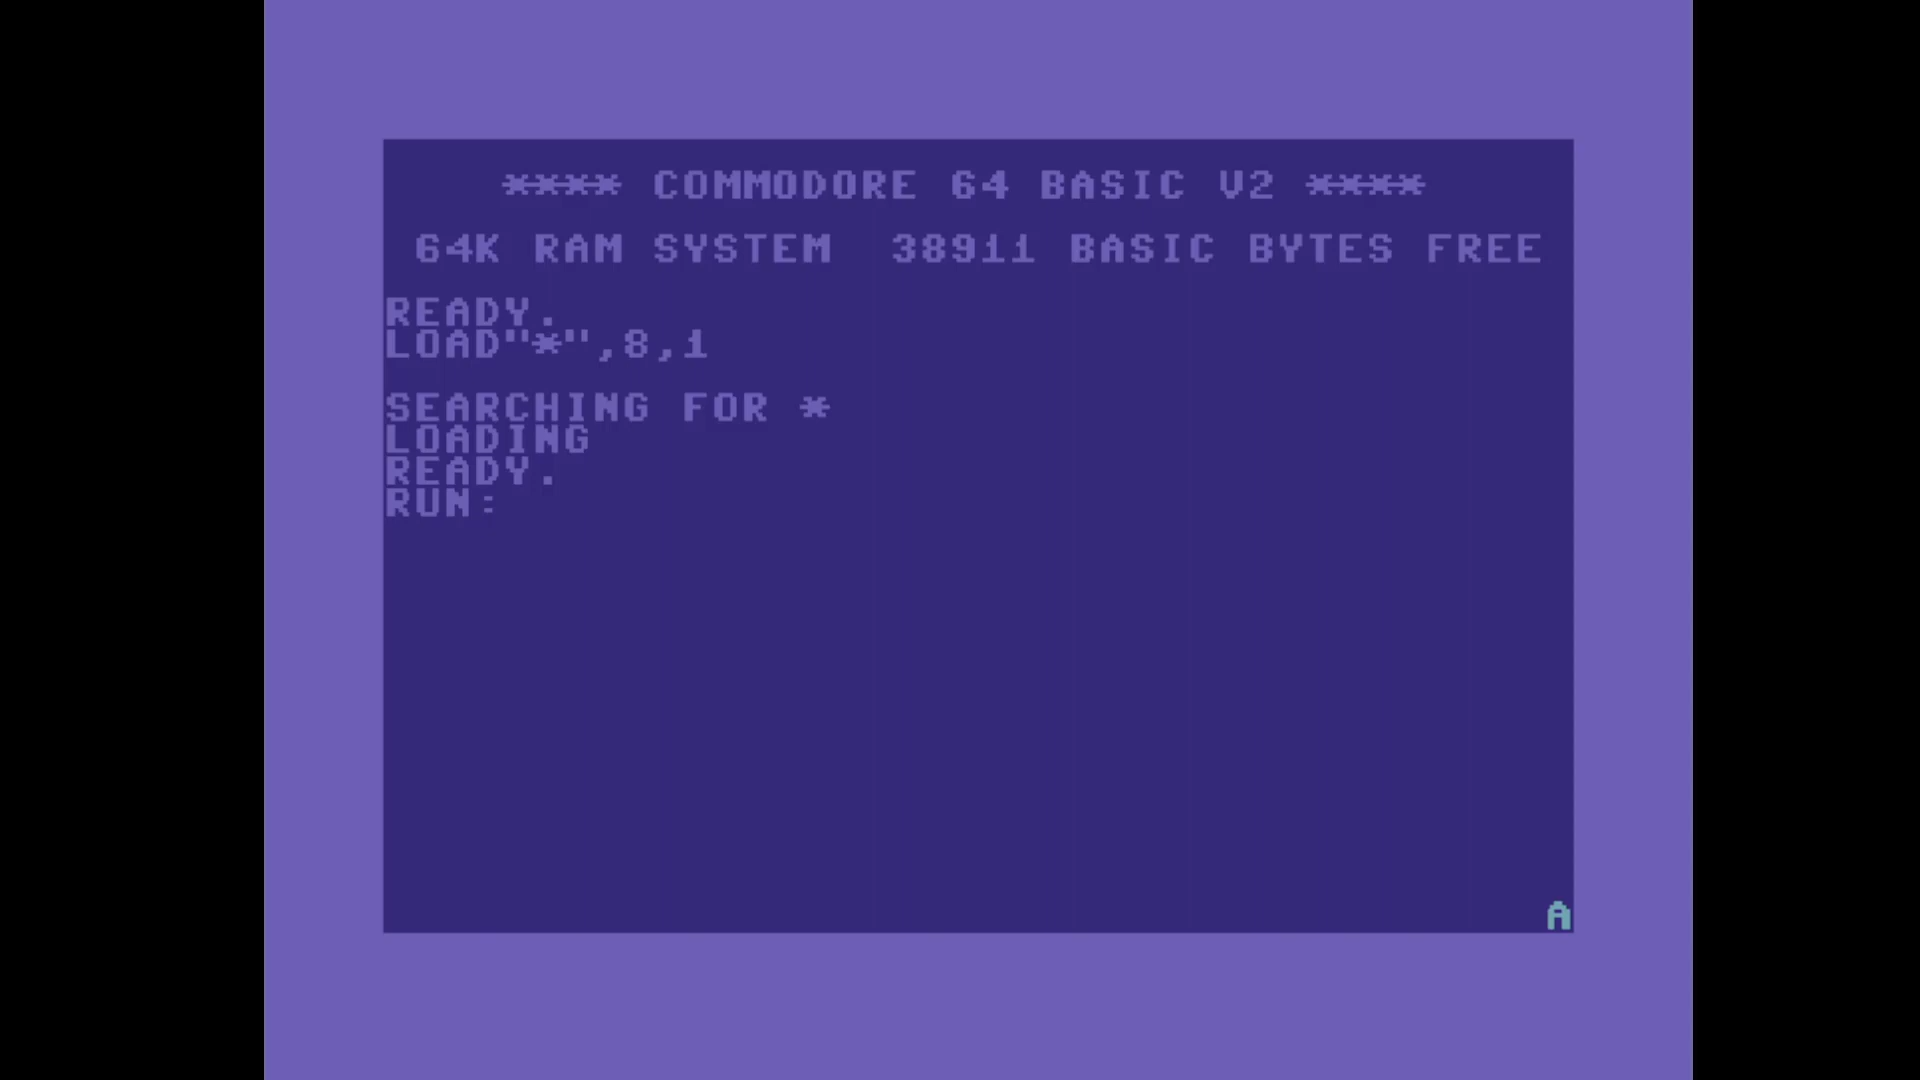 **** COMMODORE 64 BASIC V2 ****
64K RAM SYSTEM  38911 BASIC BYTES FREE
READY.
LOAD"*",8,1
SEARCHING FOR *
LOADING
READY.
RUN:
A